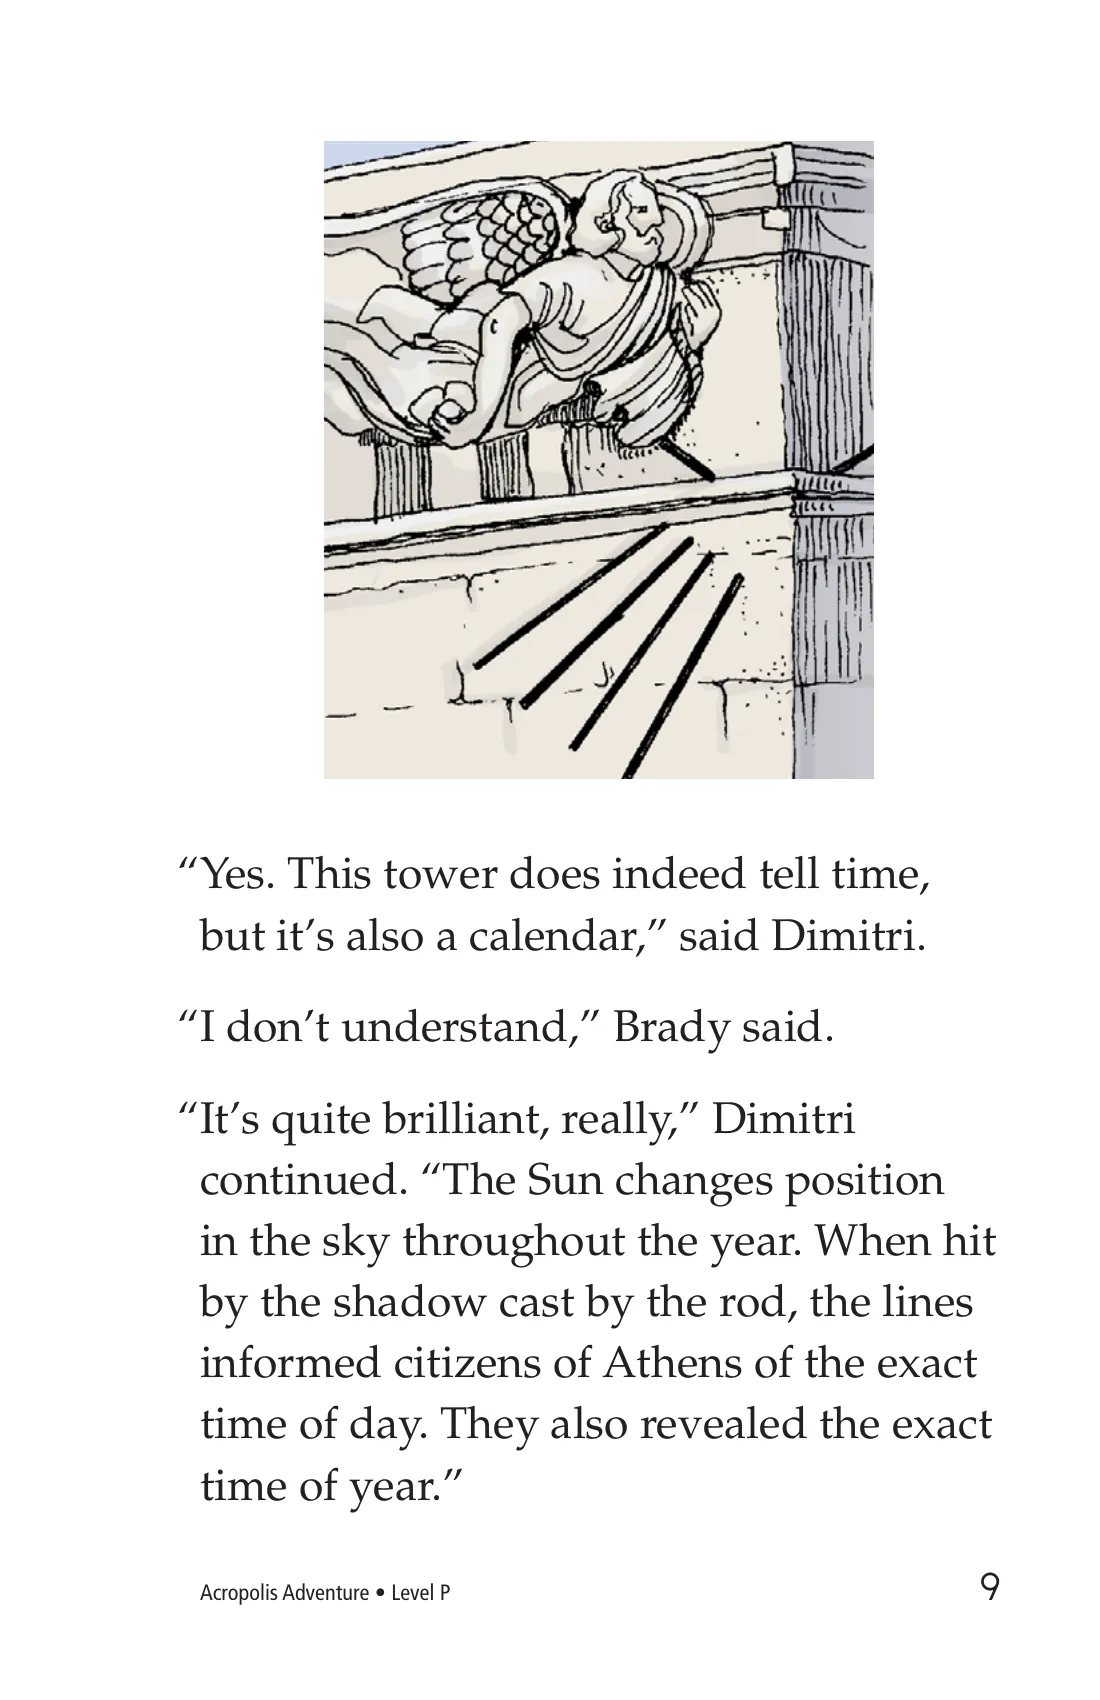 “Yes. This tower does indeed tell time,
but it’s also a calendar,” said Dimitri.
“I don’t understand,” Brady said.
“It’s quite brilliant, really,” Dimitri
continued. “The Sun changes position
in the sky throughout the year. When hit
by the shadow cast by the rod, the lines
informed citizens of Athens of the exact
time of day. They also revealed the exact
time of year.”
Acropolis Adventure • Level P 9